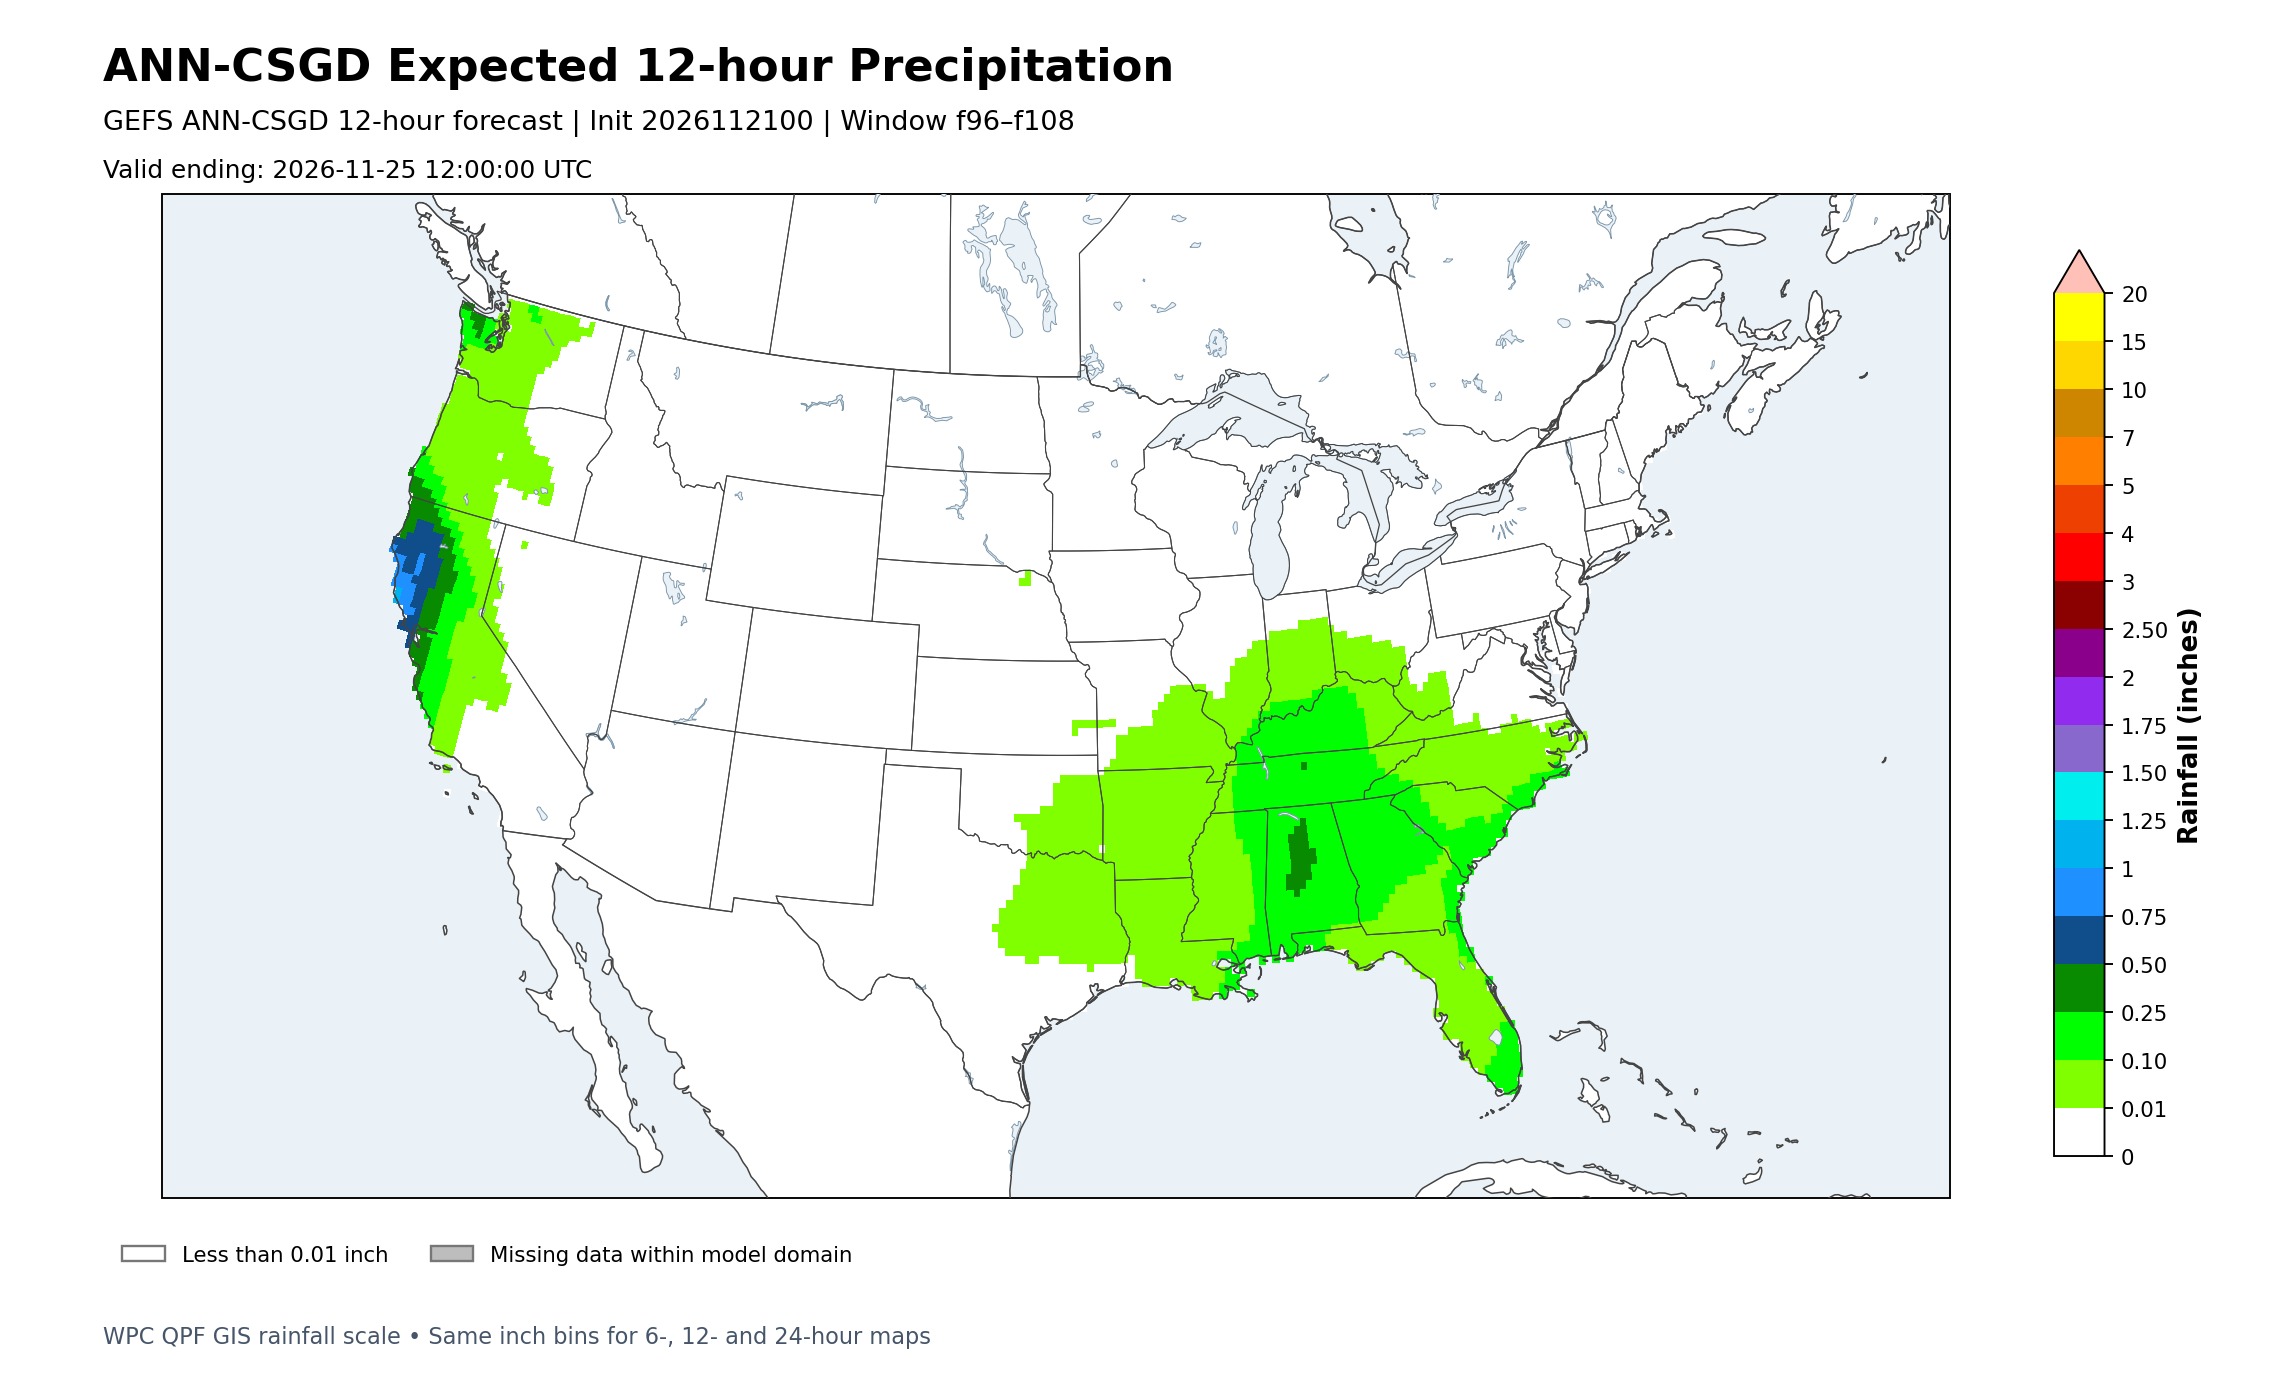 ANN-CSGD Expected 12-hour Precipitation
GEFS ANN-CSGD 12-hour forecast | Init 2026112100 | Window f96–f108
Valid ending: 2026-11-25 12:00:00 UTC
20
15
10
7
5
4
3
2.50
2
1.75
1.50
1.25
1
0.75
0.50
0.25
0.10
0.01
0
Rainfall (inches)
Less than 0.01 inch
Missing data within model domain
WPC QPF GIS rainfall scale • Same inch bins for 6-, 12- and 24-hour maps